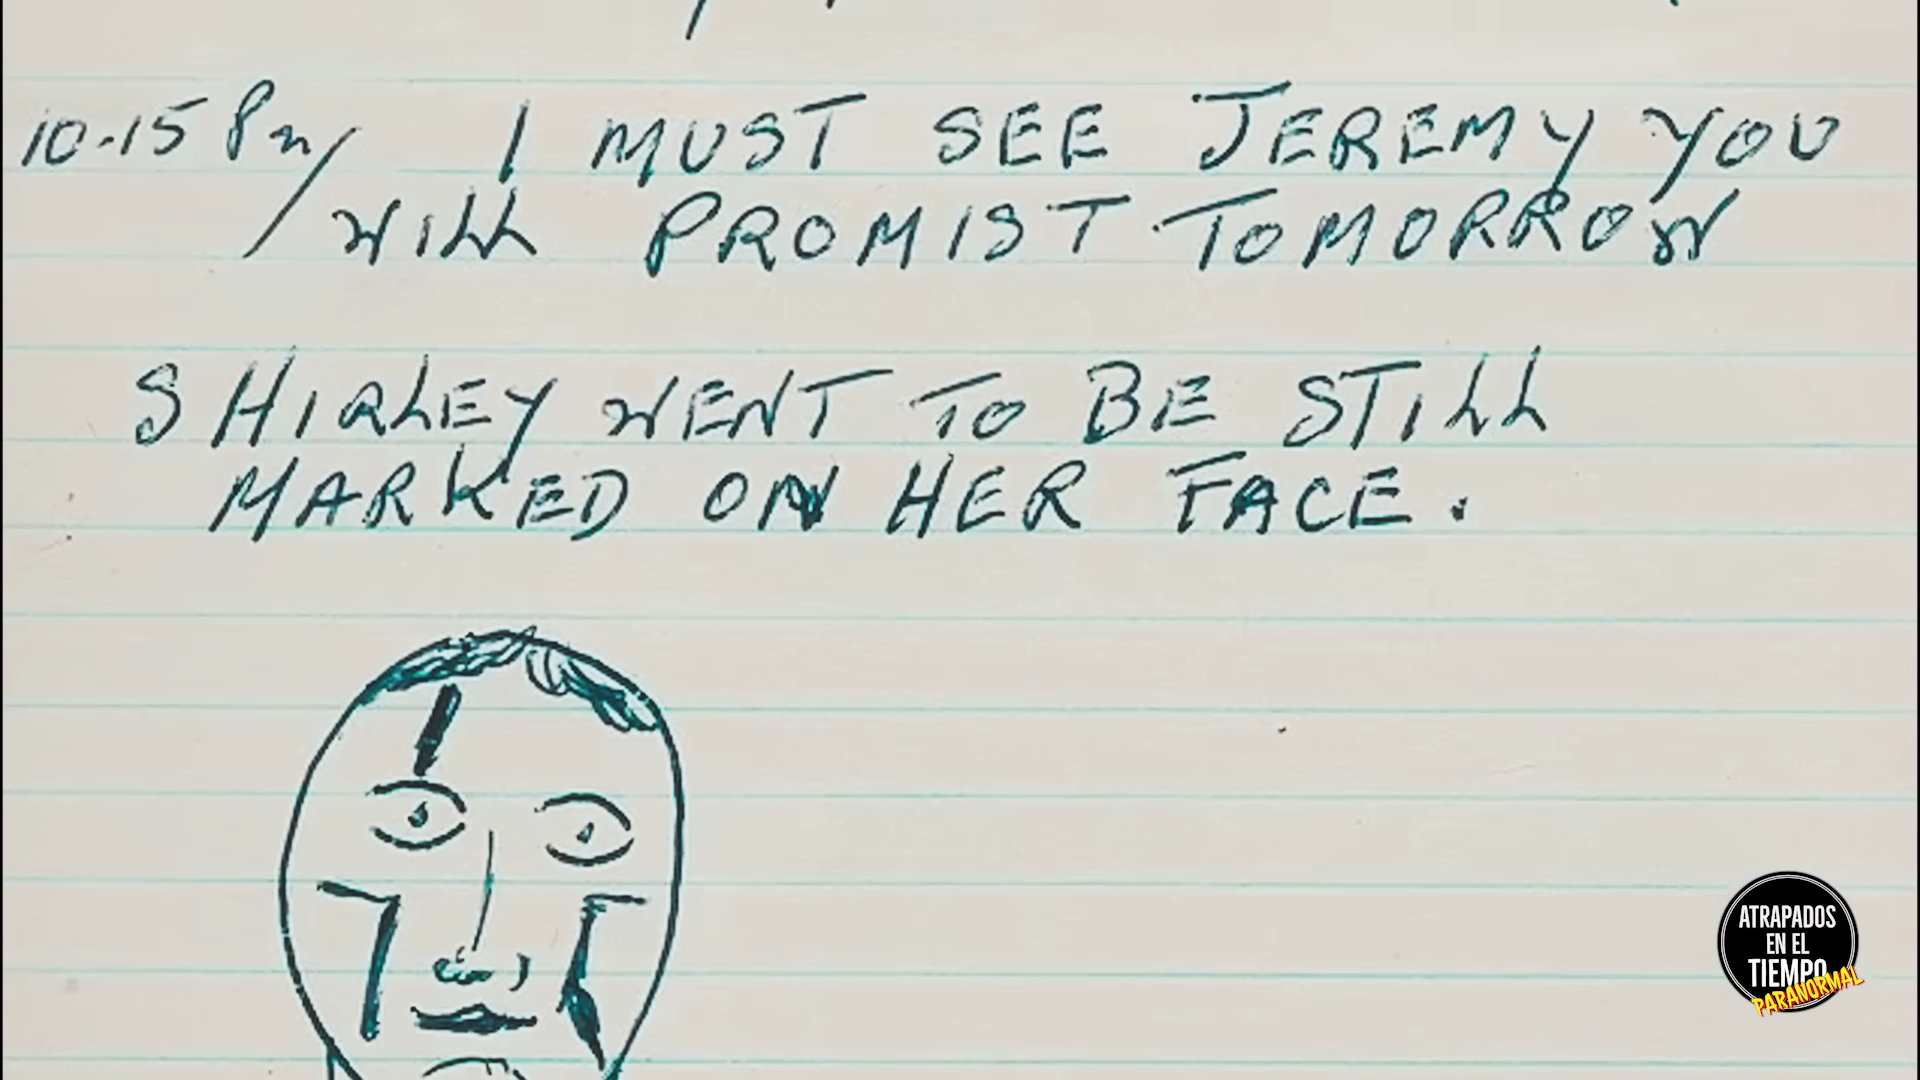 10.15 Pm/ I MUST SEE JEREMY YOU
WILL PROMIST TOMORROW
SHIRLEY WENT TO BE STILL
MARKED ON HER FACE.
ATRAPADOS
EN EL
TIEMPO
PARANORMAL